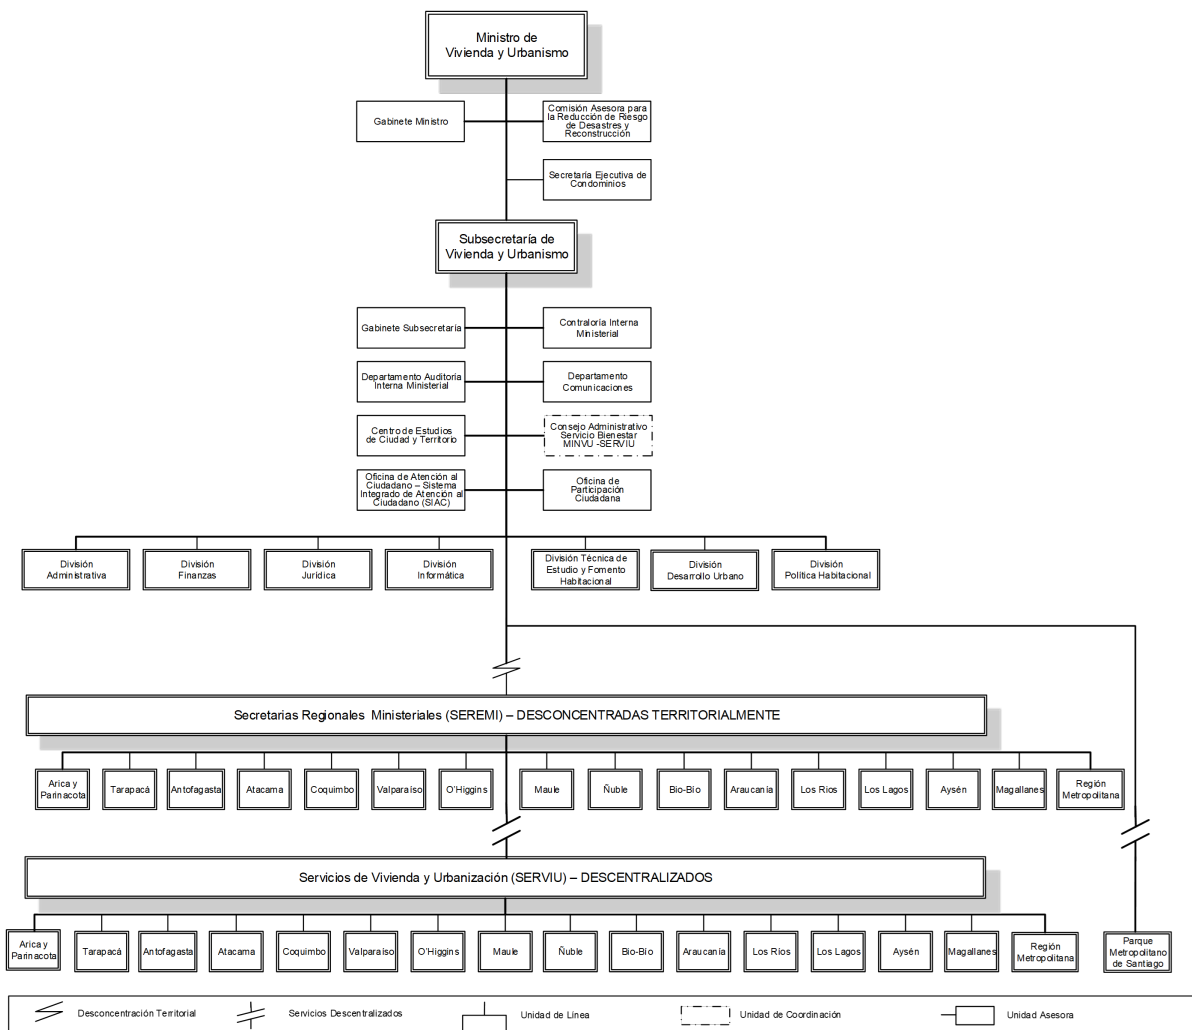 Ministro de
Vivienda y Urbanismo
Gabinete Ministro
Comisión Asesora para
la Reducción de Riesgo
de Desastres y
Reconstrucción
Secretaría Ejecutiva de
Condominios
Subsecretaría de
Vivienda y Urbanismo
Gabinete Subsecretaría
Contraloría Interna
Ministerial
Departamento Auditoría
Interna Ministerial
Departamento
Comunicaciones
Centro de Estudios
de Ciudad y Territorio
Consejo Administrativo
Servicio Bienestar
MINVU -SERVIU
Oficina de Atención al
Ciudadano – Sistema
Integrado de Atención al
Ciudadano (SIAC)
Oficina de
Participación
Ciudadana
División
Administrativa
División
Finanzas
División
Jurídica
División
Informática
División Técnica de
Estudio y Fomento
Habitacional
División
Desarrollo Urbano
División
Política Habitacional
Secretarias Regionales Ministeriales (SEREMI) – DESCONCENTRADAS TERRITORIALMENTE
Arica y
Parinacota
Tarapacá
Antofagasta
Atacama
Coquimbo
Valparaíso
O'Higgins
Maule
Ñuble
Bio-Bío
Araucanía
Los Ríos
Los Lagos
Aysén
Magallanes
Región
Metropolitana
Servicios de Vivienda y Urbanización (SERVIU) – DESCENTRALIZADOS
Arica y
Parinacota
Tarapacá
Antofagasta
Atacama
Coquimbo
Valparaíso
O'Higgins
Maule
Ñuble
Bio-Bío
Araucanía
Los Ríos
Los Lagos
Aysén
Magallanes
Región
Metropolitana
Parque
Metropolitano
de Santiago
Desconcentración Territorial
Servicios Descentralizados
Unidad de Línea
Unidad de Coordinación
Unidad Asesora